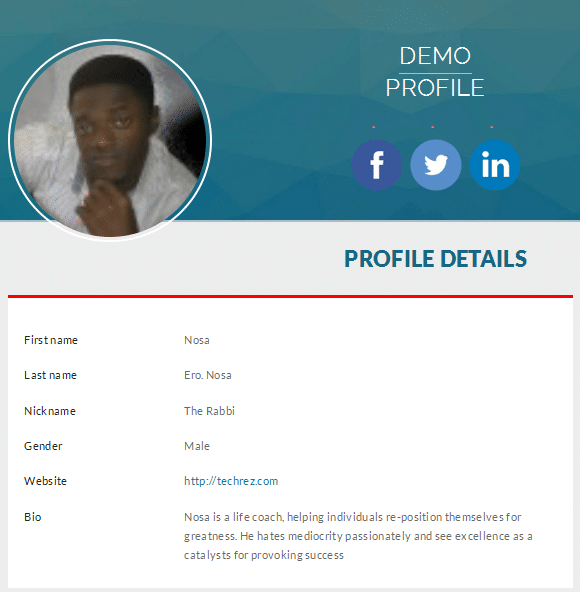 DEMO
PROFILE
f
in
PROFILE DETAILS
First name Nosa
Last name Ero. Nosa
Nickname The Rabbi
Gender Male
Website http://techrez.com
Bio Nosa is a life coach, helping individuals re-position themselves for
greatness. He hates mediocrity passionately and see excellence as a
catalysts for provoking success